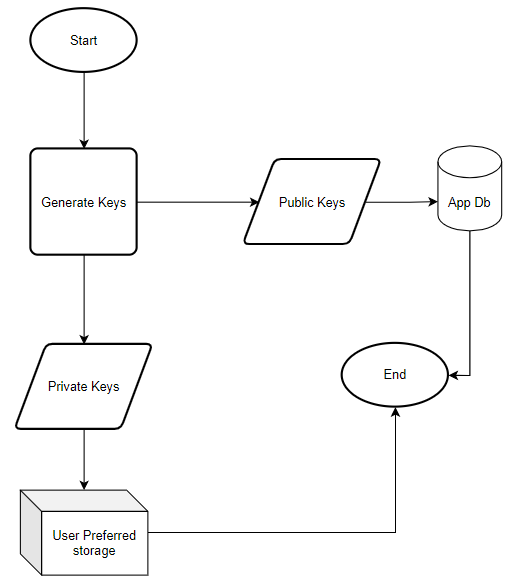 Start
Generate Keys
Public Keys
App Db
End
Private Keys
User Preferred
storage